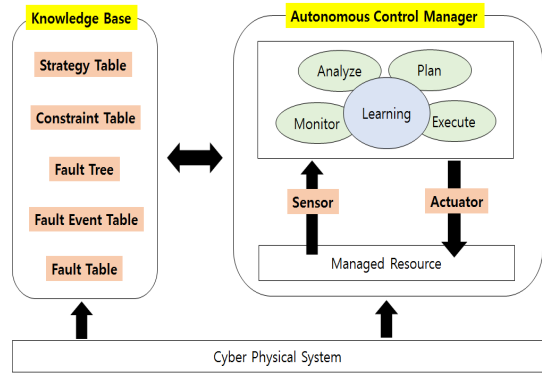 Knowledge Base
Strategy Table
Constraint Table
Fault Tree
Fault Event Table
Fault Table
Autonomous Control Manager
Analyze
Plan
Monitor
Learning
Execute
Sensor
Actuator
Managed Resource
Cyber Physical System